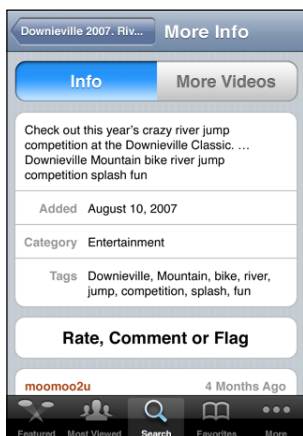 Downieville 2007. Riv... More Info
Info More Videos
Check out this year's crazy river jump
competition at the Downieville Classic. ...
Downieville Mountain bike river jump
competition splash fun
Added August 10, 2007
Category Entertainment
Tags Downieville, Mountain, bike, river,
jump, competition, splash, fun
Rate, Comment or Flag
moomoo2u 4 Months Ago
Featured Most Viewed Search Favorites More